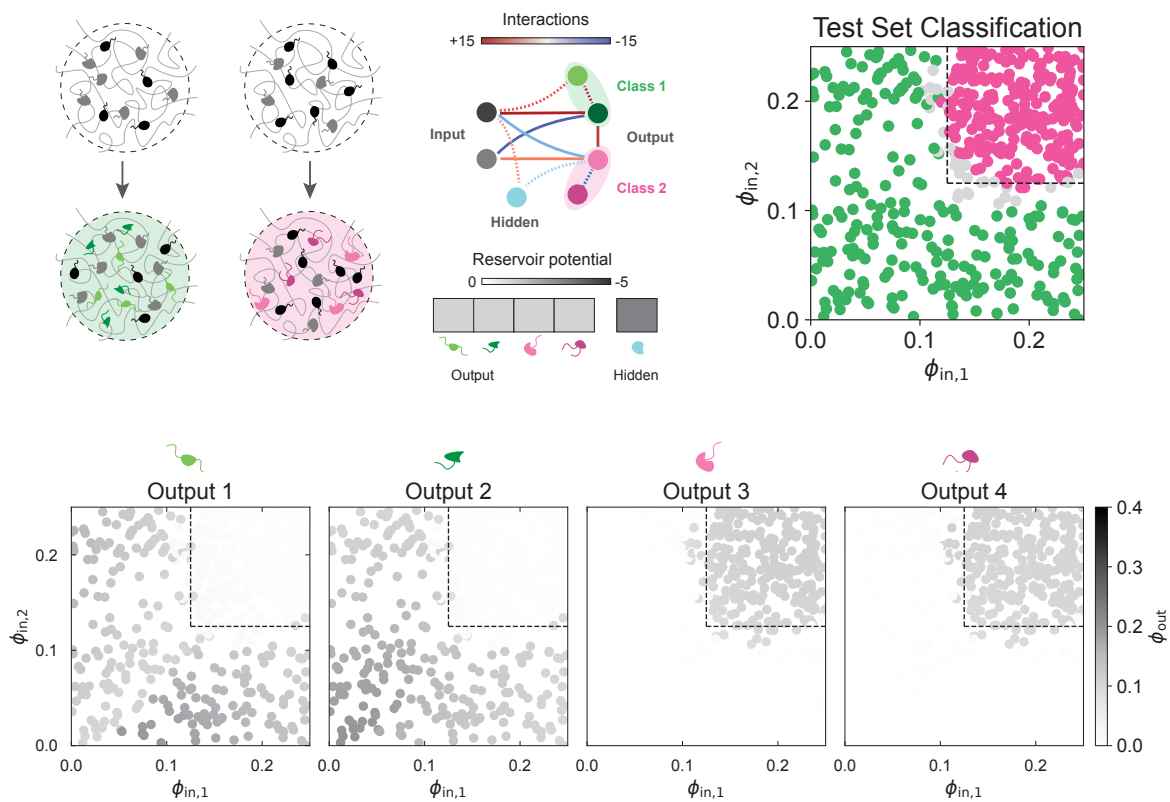 Interactions
+15
-15
Class 1
Input
Output
Class 2
Hidden
Reservoir potential
0
-5
Output
Hidden
Test Set Classification
ϕin,2
0.2
0.1
0.0
0.0
0.1
0.2
ϕin,1
Output 1
Output 2
Output 3
Output 4
ϕin,2
0.2
0.1
0.0
0.0
0.1
0.2
ϕin,1
0.0
0.1
0.2
ϕin,1
0.0
0.1
0.2
ϕin,1
0.0
0.1
0.2
ϕin,1
0.4
0.3
0.2
0.1
0.0
ϕout